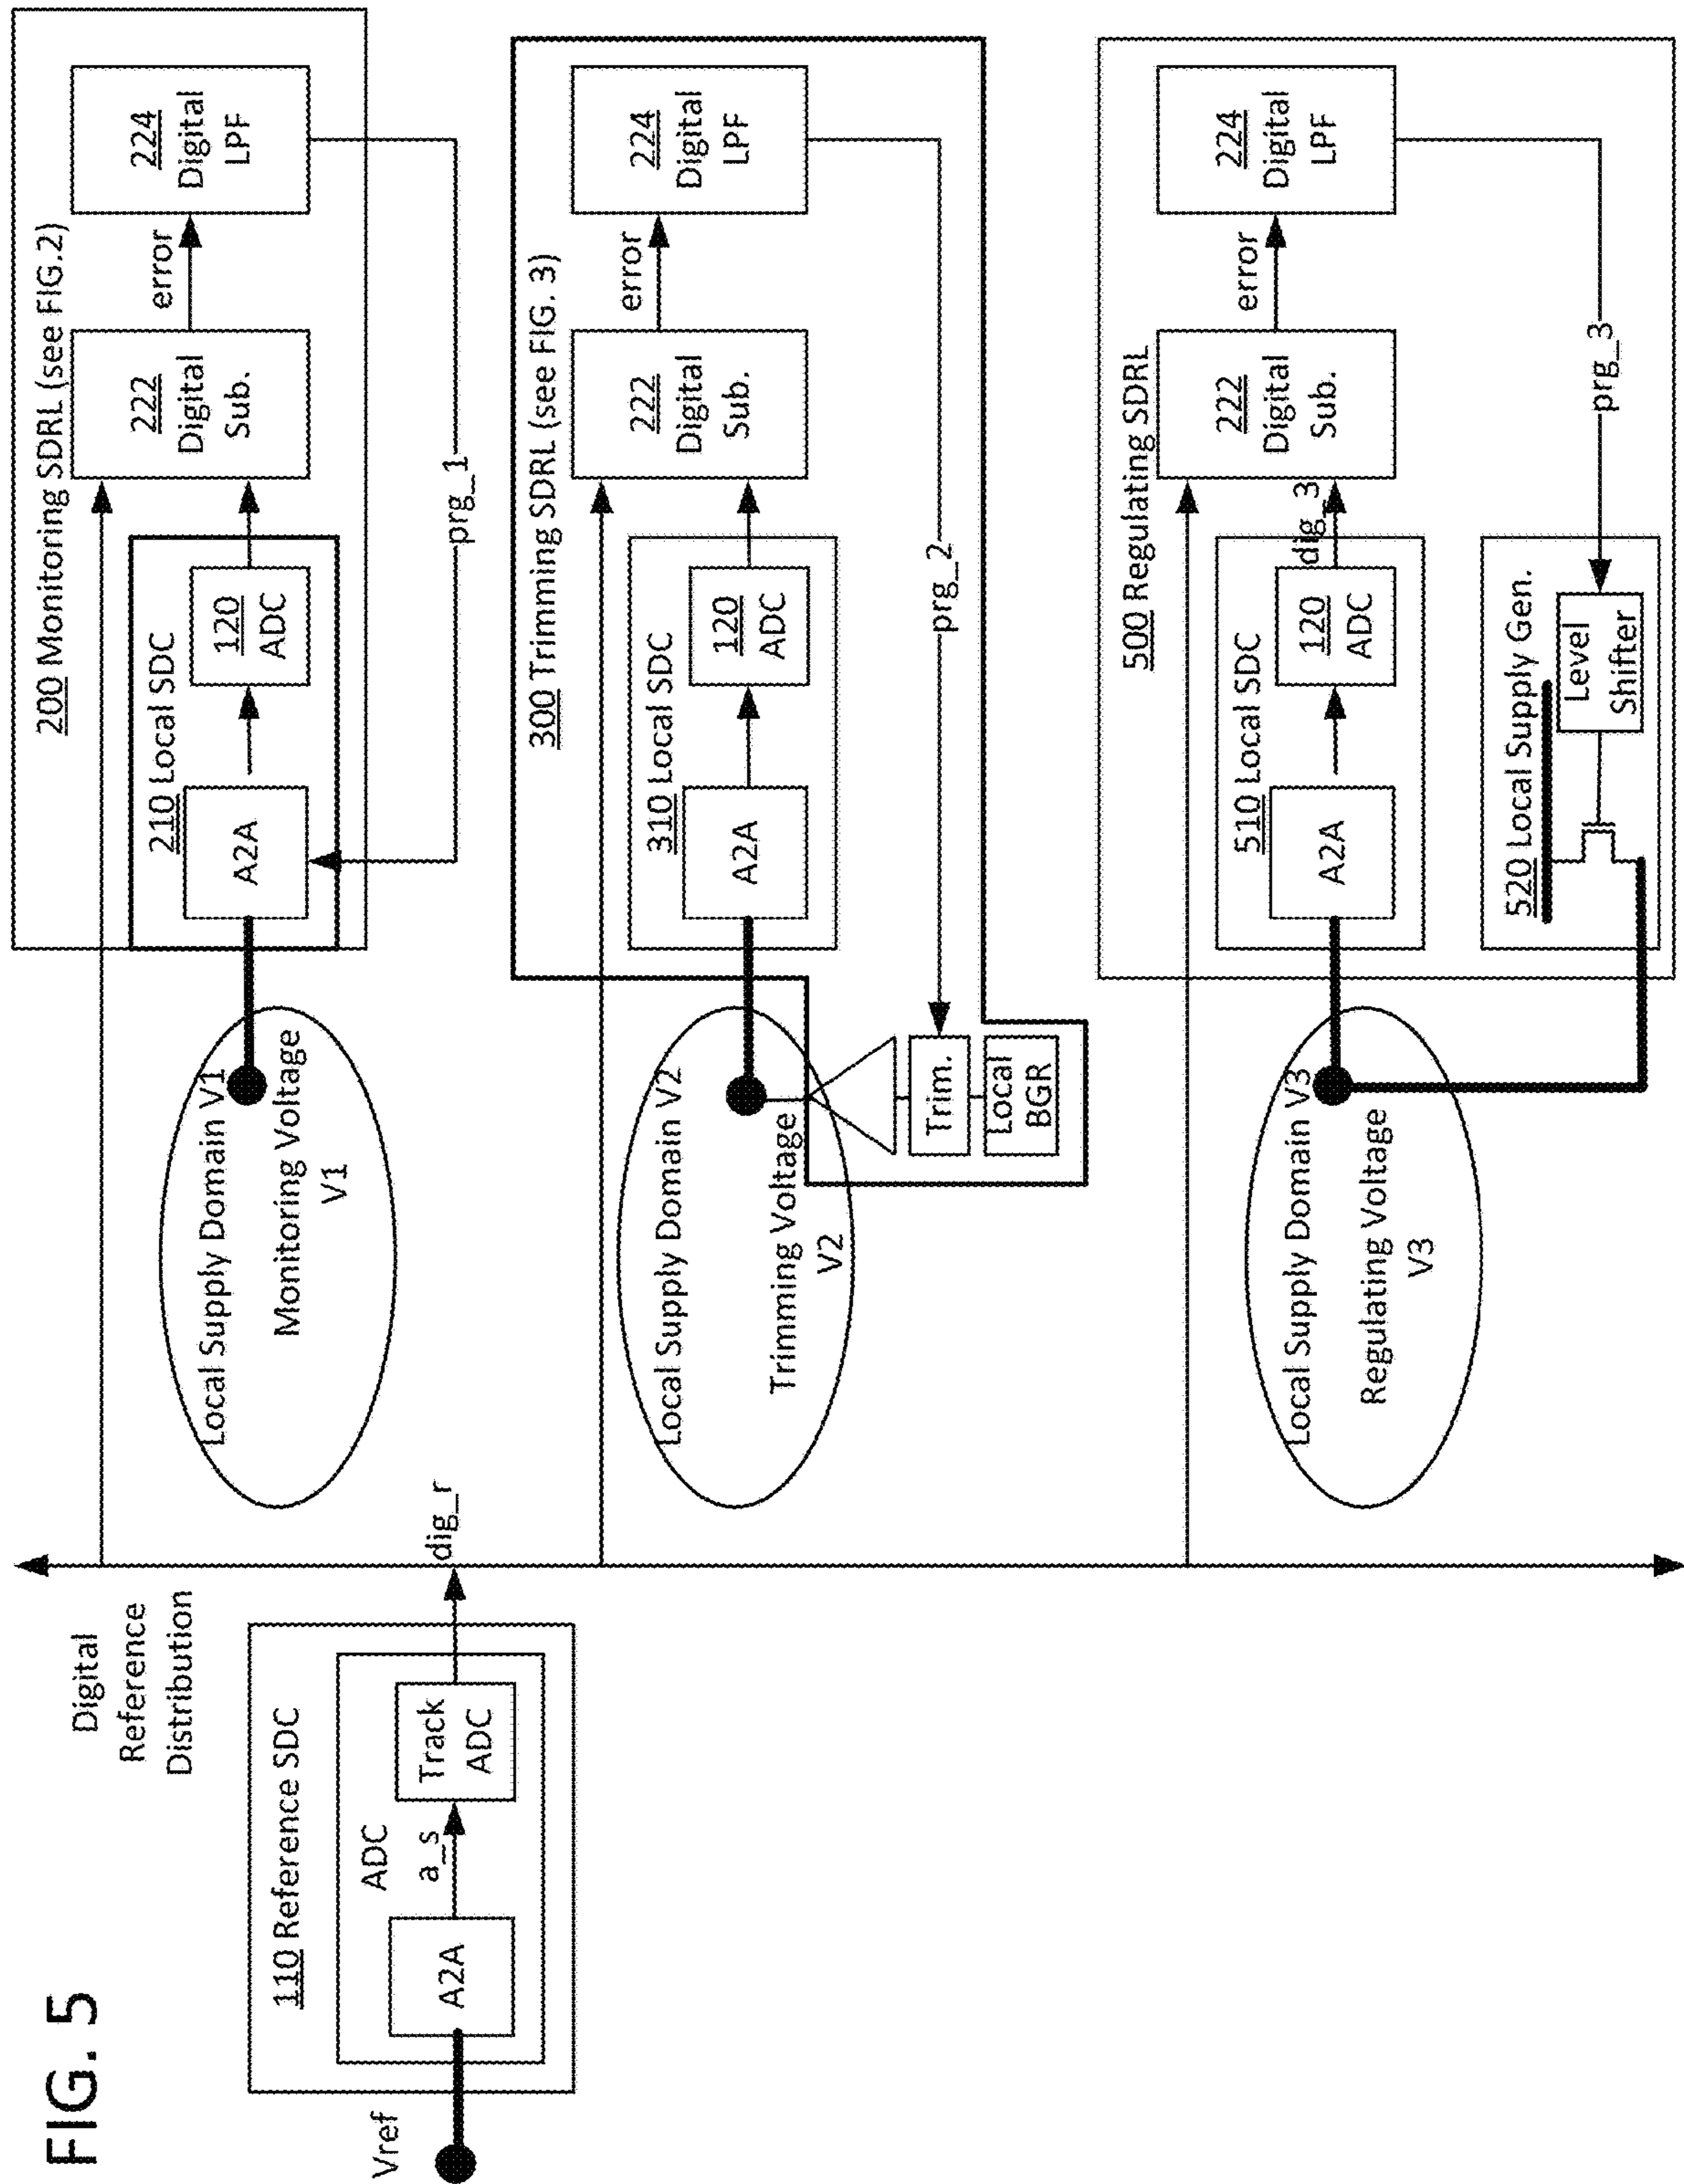 FIG. 5
Vref
110 Reference SDC
ADC
A2A
a_s
Track
ADC
Digital
Reference
Distribution
dig_r
200 Monitoring SDRL (see FIG.2)
Local Supply Domain V1
Monitoring Voltage
V1
210 Local SDC
A2A
120
ADC
222
Digital
Sub.
error
224
Digital
LPF
prg_1
300 Trimming SDRL (see FIG. 3)
Local Supply Domain V2
Trimming Voltage
V2
310 Local SDC
A2A
120
ADC
222
Digital
Sub.
error
224
Digital
LPF
prg_2
Trim.
Local
BGR
500 Regulating SDRL
Local Supply Domain V3
Regulating Voltage
V3
510 Local SDC
A2A
120
ADC
dig_3
222
Digital
Sub.
error
224
Digital
LPF
prg_3
520 Local Supply Gen.
Level
Shifter